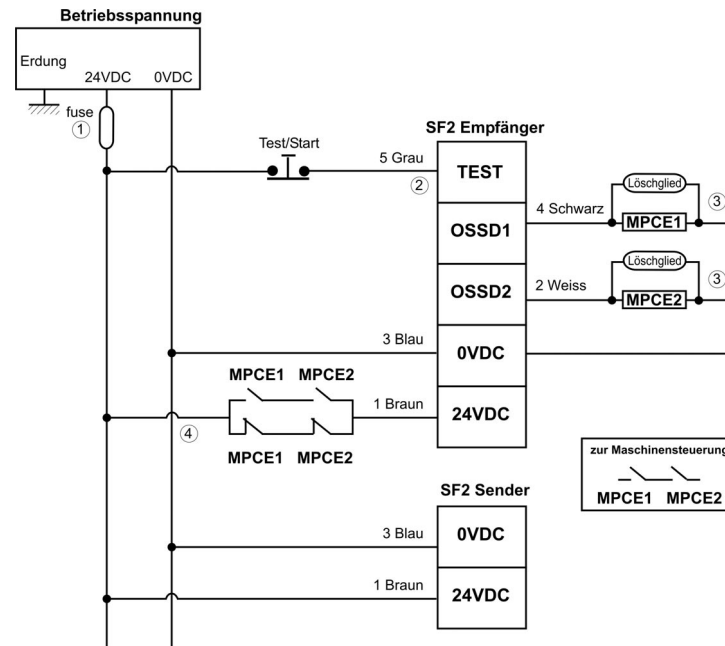 Betriebsspannung
Erdung
24VDC 0VDC
fuse
1
Test/Start
SF2 Empfänger
5 Grau
2
TEST
Löschglied
3
4 Schwarz
MPCE1
OSSD1
Löschglied
3
2 Weiss
MPCE2
OSSD2
3 Blau
0VDC
MPCE1 MPCE2
1 Braun
24VDC
4
MPCE1 MPCE2
zur Maschinensteuerung
MPCE1 MPCE2
SF2 Sender
3 Blau
0VDC
1 Braun
24VDC